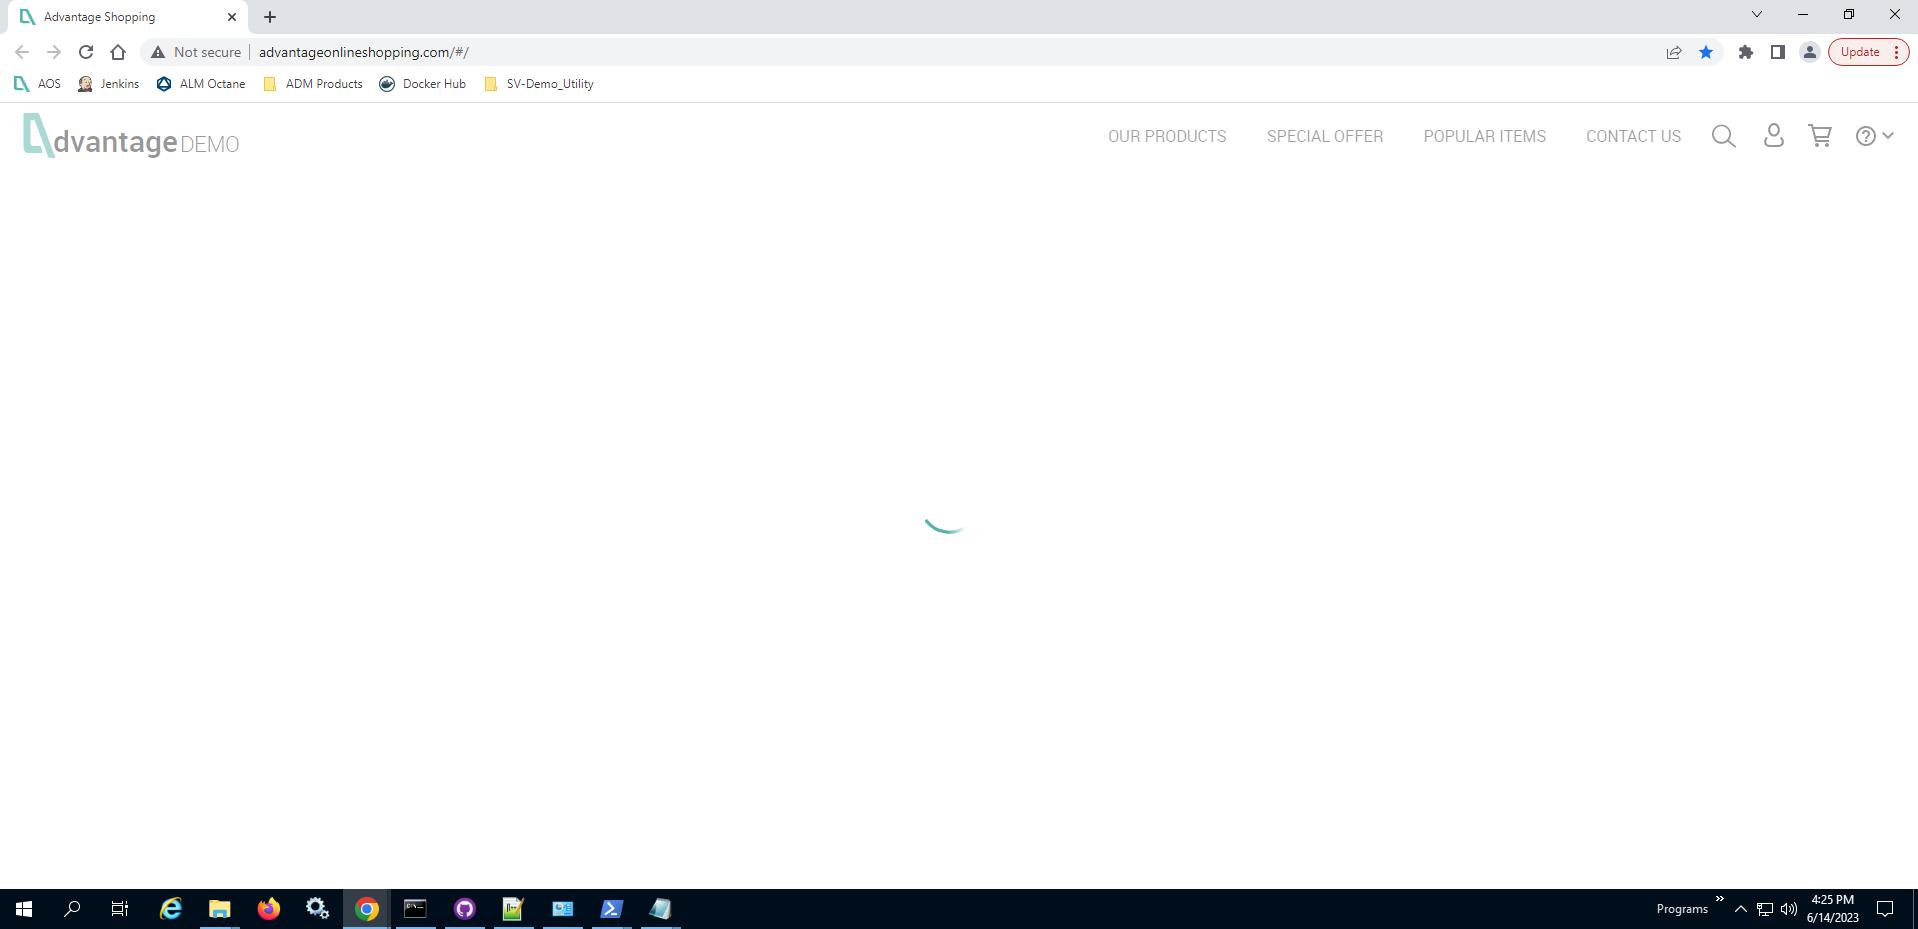 Advantage Shopping
Not secure advantageonlineshopping.com/#/
Update
AOS Jenkins ALM Octane ADM Products Docker Hub SV-Demo_Utility
dvantage DEMO OUR PRODUCTS SPECIAL OFFER POPULAR ITEMS CONTACT US
Programs
4:25 PM
6/14/2023